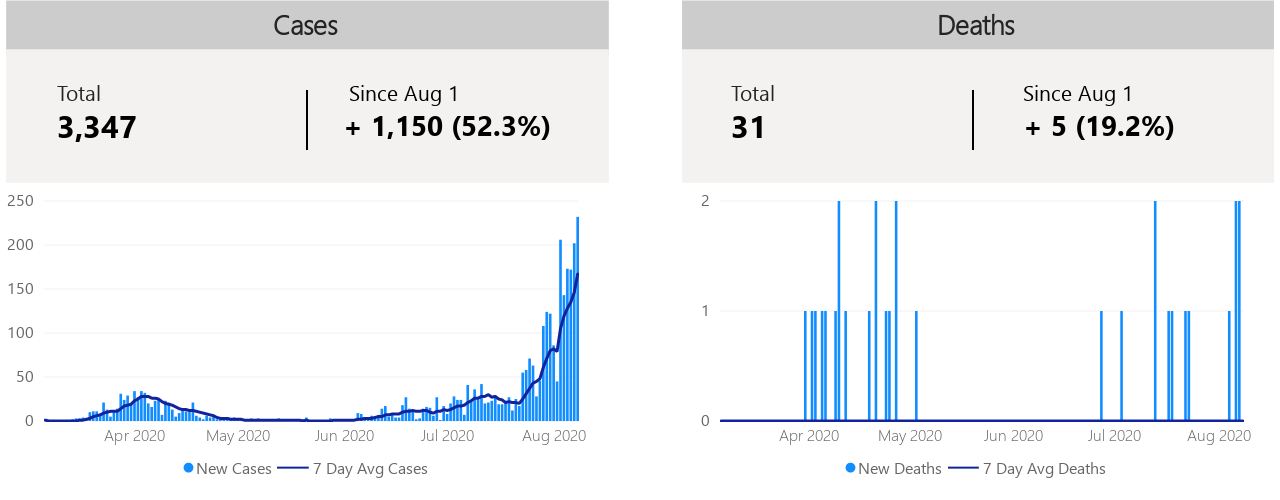 Cases
Total
3,347
Since Aug 1
+ 1,150 (52.3%)
250
200
150
100
50
0
Apr 2020 May 2020 Jun 2020 Jul 2020 Aug 2020
New Cases 7 Day Avg Cases
Deaths
Total
31
Since Aug 1
+ 5 (19.2%)
2
1
0
Apr 2020 May 2020 Jun 2020 Jul 2020 Aug 2020
New Deaths 7 Day Avg Deaths